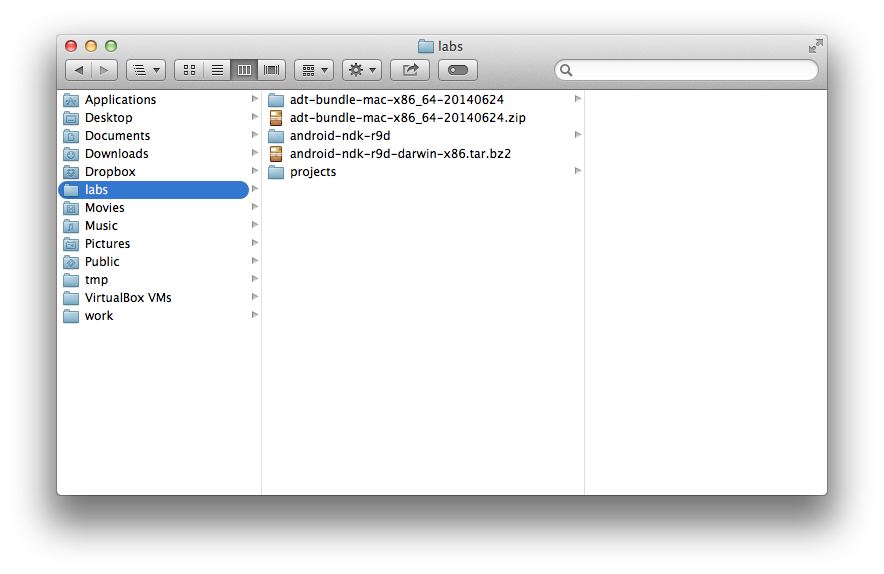 labs
Applications
Desktop
Documents
Downloads
Dropbox
labs
Movies
Music
Pictures
Public
tmp
VirtualBox VMs
work
adt-bundle-mac-x86_64-20140624
adt-bundle-mac-x86_64-20140624.zip
android-ndk-r9d
android-ndk-r9d-darwin-x86.tar.bz2
projects